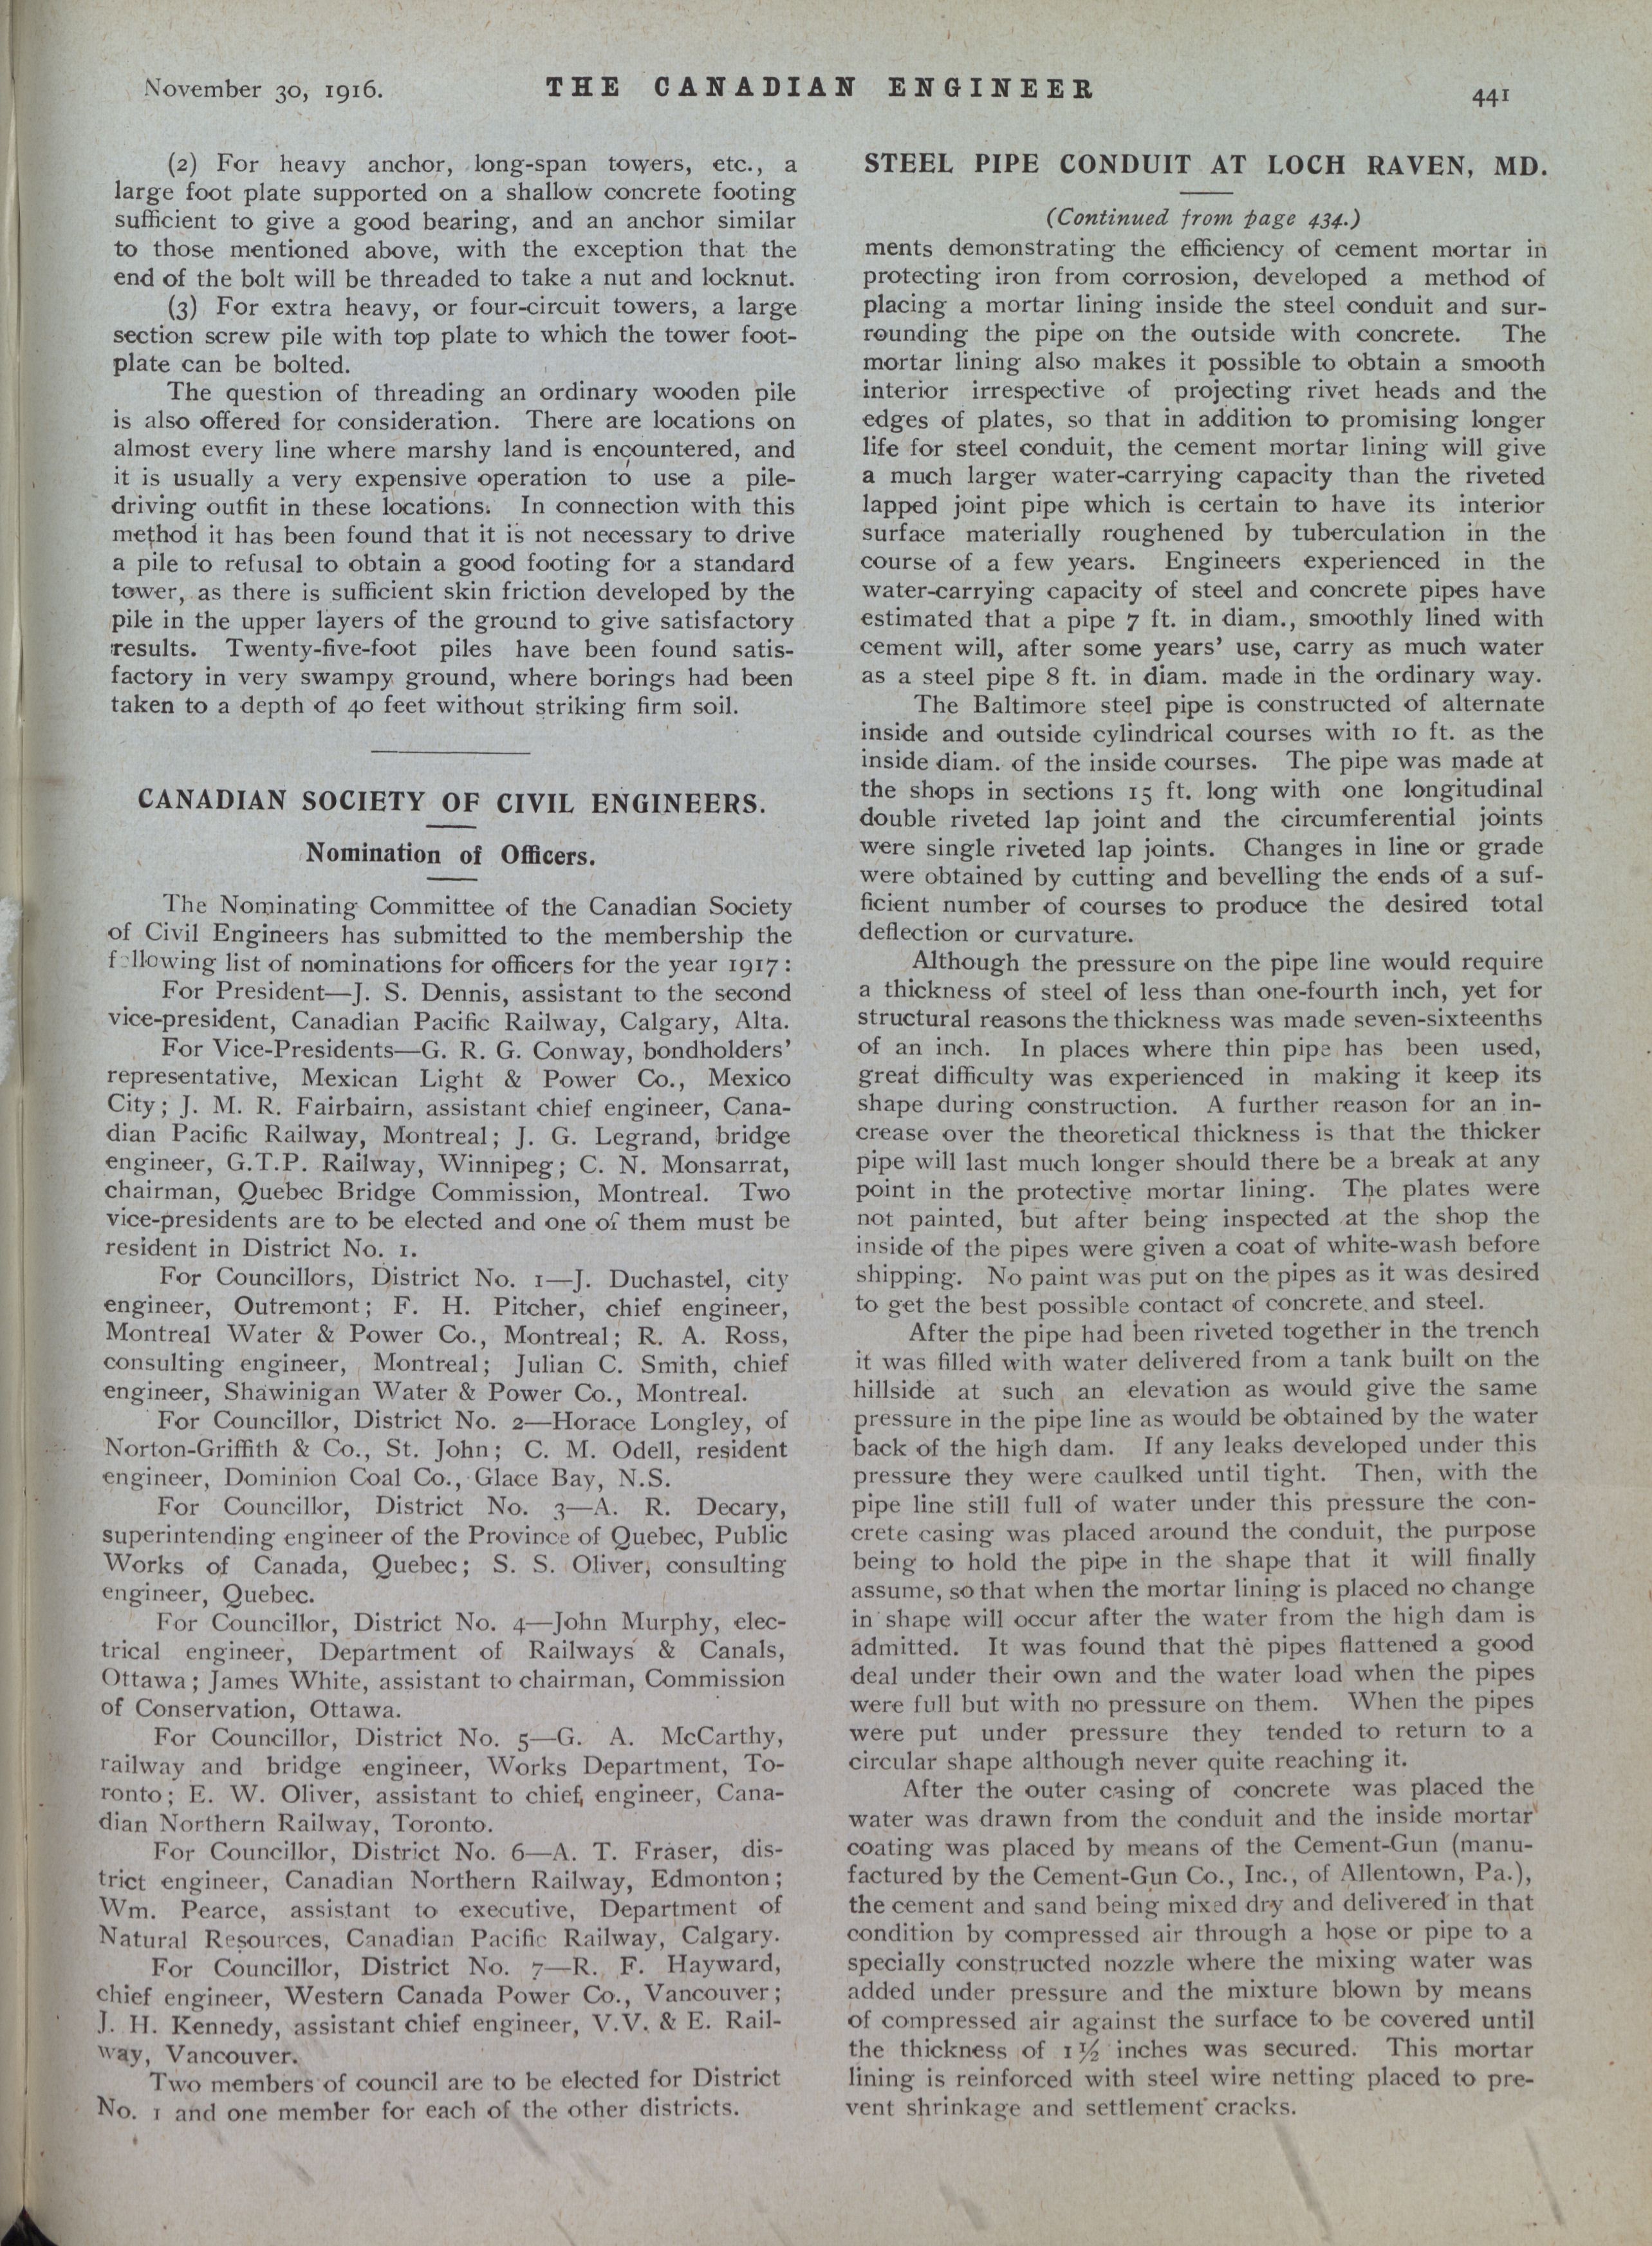 November 30, 1916.
THE CANADIAN ENGINEER
441
(2) For heavy anchor, long-span towers, etc., a
large foot plate supported on a shallow concrete footing
sufficient to give a good bearing, and an anchor similar
to those mentioned above, with the exception that the
end of the bolt will be threaded to take a nut and locknut.
(3) For extra heavy, or four-circuit towers, a large
section screw pile with top plate to which the tower foot-
plate can be bolted.
The question of threading an ordinary wooden pile
is also offered for consideration. There are locations on
almost every line where marshy land is encountered, and
it is usually a very expensive operation to use a pile-
driving outfit in these locations. In connection with this
method it has been found that it is not necessary to drive
a pile to refusal to obtain a good footing for a standard
tower, as there is sufficient skin friction developed by the
pile in the upper layers of the ground to give satisfactory
results. Twenty-five-foot piles have been found satis-
factory in very swampy ground, where borings had been
taken to a depth of 40 feet without striking firm soil.
CANADIAN SOCIETY OF CIVIL ENGINEERS.
Nomination of Officers.
The Nominating Committee of the Canadian Society
of Civil Engineers has submitted to the membership the
following list of nominations for officers for the year 1917:
For President—J. S. Dennis, assistant to the second
vice-president, Canadian Pacific Railway, Calgary, Alta.
For Vice-Presidents—G. R. G. Conway, bondholders'
representative, Mexican Light & Power Co., Mexico
City; J. M. R. Fairbairn, assistant chief engineer, Cana-
dian Pacific Railway, Montreal; J. G. Legrand, bridge
engineer, G.T.P. Railway, Winnipeg; C. N. Monsarrat,
chairman, Quebec Bridge Commission, Montreal. Two
vice-presidents are to be elected and one of them must be
resident in District No. 1.
For Councillors, District No. 1—J. Duchastel, city
engineer, Outremont; F. H. Pitcher, chief engineer,
Montreal Water & Power Co., Montreal; R. A. Ross,
consulting engineer, Montreal; Julian C. Smith, chief
engineer, Shawinigan Water & Power Co., Montreal.
For Councillor, District No. 2—Horace Longley, of
Norton-Griffith & Co., St. John; C. M. Odell, resident
engineer, Dominion Coal Co., Glace Bay, N.S.
For Councillor, District No. 3—A. R. Decary,
superintending engineer of the Province of Quebec, Public
Works of Canada, Quebec; S. S. Oliver, consulting
engineer, Quebec.
For Councillor, District No. 4—John Murphy, elec-
trical engineer, Department of Railways & Canals,
Ottawa; James White, assistant to chairman, Commission
of Conservation, Ottawa.
For Councillor, District No. 5—G. A. McCarthy,
railway and bridge engineer, Works Department, To-
ronto; E. W. Oliver, assistant to chief engineer, Cana-
dian Northern Railway, Toronto.
For Councillor, District No. 6—A. T. Fraser, dis-
trict engineer, Canadian Northern Railway, Edmonton;
Wm. Pearce, assistant to executive, Department of
Natural Resources, Canadian Pacific Railway, Calgary.
For Councillor, District No. 7—R. F. Hayward,
chief engineer, Western Canada Power Co., Vancouver;
J. H. Kennedy, assistant chief engineer, V.V. & E. Rail-
way, Vancouver.
Two members of council are to be elected for District
No. 1 and one member for each of the other districts.
STEEL PIPE CONDUIT AT LOCH RAVEN, MD.
(Continued from page 434.)
ments demonstrating the efficiency of cement mortar in
protecting iron from corrosion, developed a method of
placing a mortar lining inside the steel conduit and sur-
rounding the pipe on the outside with concrete. The
mortar lining also makes it possible to obtain a smooth
interior irrespective of projecting rivet heads and the
edges of plates, so that in addition to promising longer
life for steel conduit, the cement mortar lining will give
a much larger water-carrying capacity than the riveted
lapped joint pipe which is certain to have its interior
surface materially roughened by tuberculation in the
course of a few years. Engineers experienced in the
water-carrying capacity of steel and concrete pipes have
estimated that a pipe 7 ft. in diam., smoothly lined with
cement will, after some years' use, carry as much water
as a steel pipe 8 ft. in diam. made in the ordinary way.
The Baltimore steel pipe is constructed of alternate
inside and outside cylindrical courses with 10 ft. as the
inside diam. of the inside courses. The pipe was made at
the shops in sections 15 ft. long with one longitudinal
double riveted lap joint and the circumferential joints
were single riveted lap joints. Changes in line or grade
were obtained by cutting and bevelling the ends of a suf-
ficient number of courses to produce the desired total
deflection or curvature.
Although the pressure on the pipe line would require
a thickness of steel of less than one-fourth inch, yet for
structural reasons the thickness was made seven-sixteenths
of an inch. In places where thin pipe has been used,
great difficulty was experienced in making it keep its
shape during construction. A further reason for an in-
crease over the theoretical thickness is that the thicker
pipe will last much longer should there be a break at any
point in the protective mortar lining. The plates were
not painted, but after being inspected at the shop the
inside of the pipes were given a coat of white-wash before
shipping. No paint was put on the pipes as it was desired
to get the best possible contact of concrete and steel.
After the pipe had been riveted together in the trench
it was filled with water delivered from a tank built on the
hillside at such an elevation as would give the same
pressure in the pipe line as would be obtained by the water
back of the high dam. If any leaks developed under this
pressure they were caulked until tight. Then, with the
pipe line still full of water under this pressure the con-
crete casing was placed around the conduit, the purpose
being to hold the pipe in the shape that it will finally
assume, so that when the mortar lining is placed no change
in shape will occur after the water from the high dam is
admitted. It was found that the pipes flattened a good
deal under their own and the water load when the pipes
were full but with no pressure on them. When the pipes
were put under pressure they tended to return to a
circular shape although never quite reaching it.
After the outer casing of concrete was placed the
water was drawn from the conduit and the inside mortar
coating was placed by means of the Cement-Gun (manu-
factured by the Cement-Gun Co., Inc., of Allentown, Pa.),
the cement and sand being mixed dry and delivered in that
condition by compressed air through a hose or pipe to a
specially constructed nozzle where the mixing water was
added under pressure and the mixture blown by means
of compressed air against the surface to be covered until
the thickness of 1½ inches was secured. This mortar
lining is reinforced with steel wire netting placed to pre-
vent shrinkage and settlement cracks.